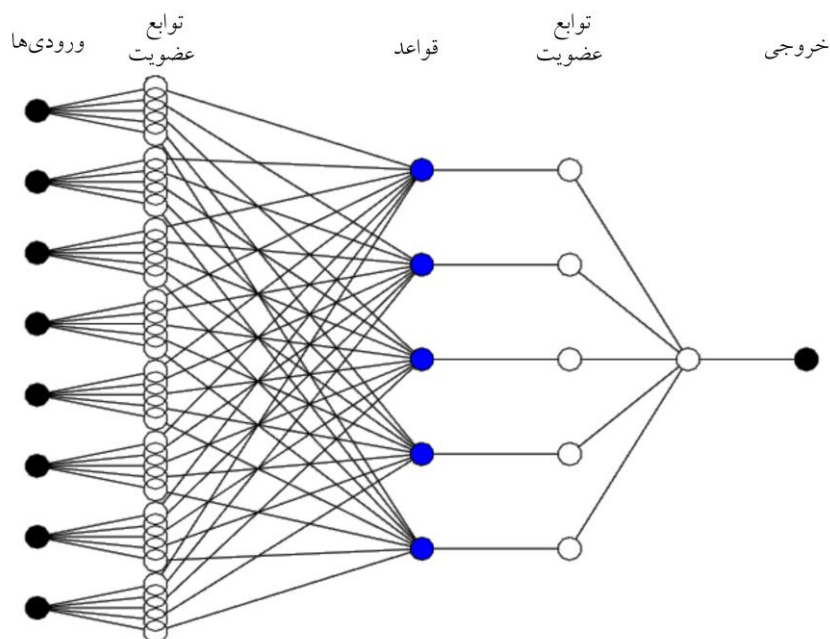 ورودی‌ها
توابع
عضویت
قواعد
توابع
عضویت
خروجی